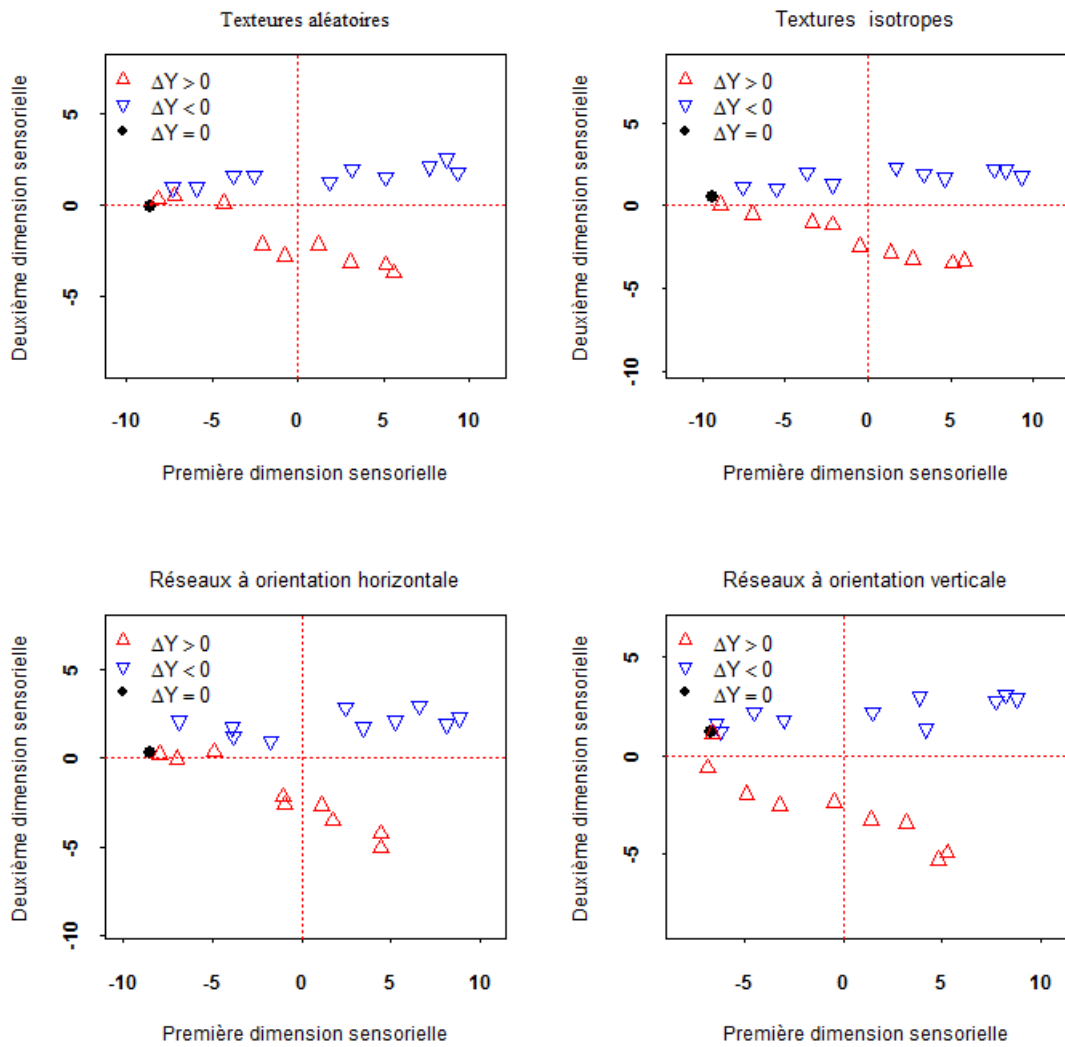 Texteures aléatoires
Deuxième dimension sensorielle
5
0
-5
ΔY > 0
ΔY < 0
ΔY = 0
-10 -5 0 5 10
Première dimension sensorielle
Textures isotropes
Deuxième dimension sensorielle
5
0
-5
-10
ΔY > 0
ΔY < 0
ΔY = 0
-10 -5 0 5 10
Première dimension sensorielle
Réseaux à orientation horizontale
Deuxième dimension sensorielle
5
0
-5
-10
ΔY > 0
ΔY < 0
ΔY = 0
-10 -5 0 5 10
Première dimension sensorielle
Réseaux à orientation verticale
Deuxième dimension sensorielle
5
0
-5
ΔY > 0
ΔY < 0
ΔY = 0
-5 0 5 10
Première dimension sensorielle